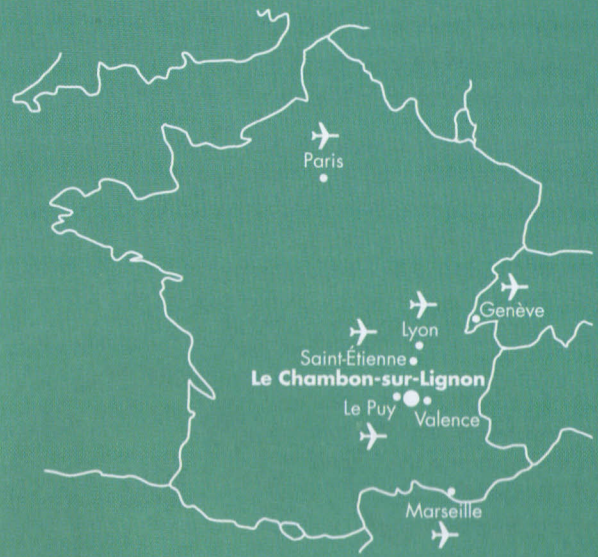 Paris
Genève
Lyon
Saint-Étienne
Le Chambon-sur-Lignon
Le Puy
Valence
Marseille